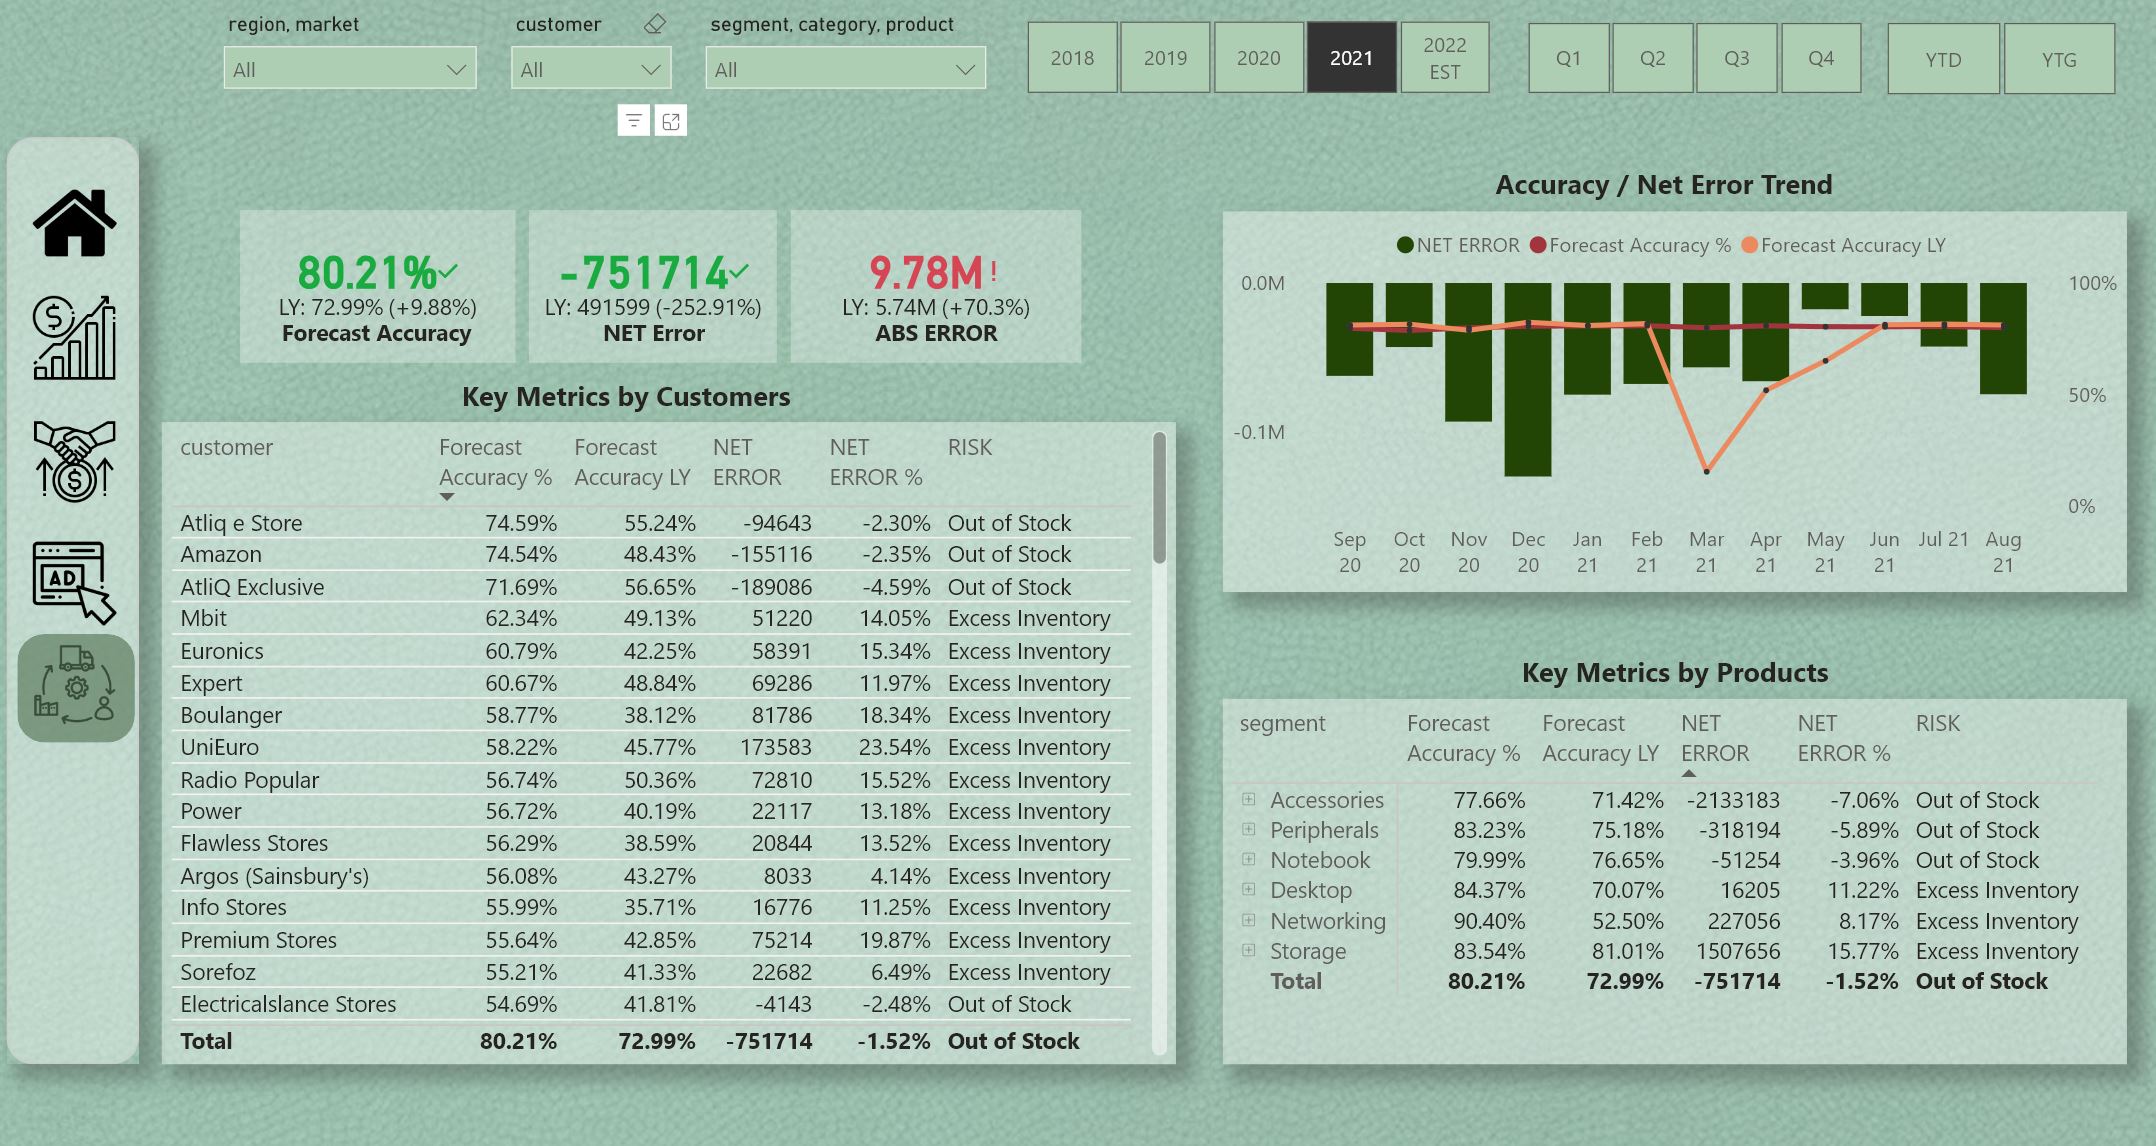 region, market
customer
segment, category, product
All
All
All
2018
2019
2020
2021
2022
EST
Q1
Q2
Q3
Q4
YTD
YTG
80.21%
LY: 72.99% (+9.88%)
Forecast Accuracy
-751714
LY: 491599 (-252.91%)
NET Error
9.78M!
LY: 5.74M (+70.3%)
ABS ERROR
AD
Key Metrics by Customers
customer Forecast Accuracy % Forecast Accuracy LY NET ERROR NET ERROR % RISK
Atliq e Store 74.59% 55.24% -94643 -2.30% Out of Stock
Amazon 74.54% 48.43% -155116 -2.35% Out of Stock
AtliQ Exclusive 71.69% 56.65% -189086 -4.59% Out of Stock
Mbit 62.34% 49.13% 51220 14.05% Excess Inventory
Euronics 60.79% 42.25% 58391 15.34% Excess Inventory
Expert 60.67% 48.84% 69286 11.97% Excess Inventory
Boulanger 58.77% 38.12% 81786 18.34% Excess Inventory
UniEuro 58.22% 45.77% 173583 23.54% Excess Inventory
Radio Popular 56.74% 50.36% 72810 15.52% Excess Inventory
Power 56.72% 40.19% 22117 13.18% Excess Inventory
Flawless Stores 56.29% 38.59% 20844 13.52% Excess Inventory
Argos (Sainsbury's) 56.08% 43.27% 8033 4.14% Excess Inventory
Info Stores 55.99% 35.71% 16776 11.25% Excess Inventory
Premium Stores 55.64% 42.85% 75214 19.87% Excess Inventory
Sorefoz 55.21% 41.33% 22682 6.49% Excess Inventory
Electricalslance Stores 54.69% 41.81% -4143 -2.48% Out of Stock
Total 80.21% 72.99% -751714 -1.52% Out of Stock
Accuracy / Net Error Trend
NET ERROR Forecast Accuracy % Forecast Accuracy LY
0.0M
-0.1M
100%
50%
0%
Sep Oct Nov Dec Jan Feb Mar Apr May Jun Jul 21 Aug
20 20 20 20 21 21 21 21 21 21 21
Key Metrics by Products
segment Forecast Accuracy % Forecast Accuracy LY NET ERROR NET ERROR % RISK
Accessories 77.66% 71.42% -2133183 -7.06% Out of Stock
Peripherals 83.23% 75.18% -318194 -5.89% Out of Stock
Notebook 79.99% 76.65% -51254 -3.96% Out of Stock
Desktop 84.37% 70.07% 16205 11.22% Excess Inventory
Networking 90.40% 52.50% 227056 8.17% Excess Inventory
Storage 83.54% 81.01% 1507656 15.77% Excess Inventory
Total 80.21% 72.99% -751714 -1.52% Out of Stock